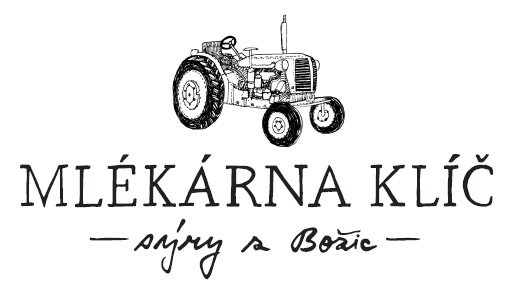 MLÉKÁRNA KLÍČ
— sýry z Božic —